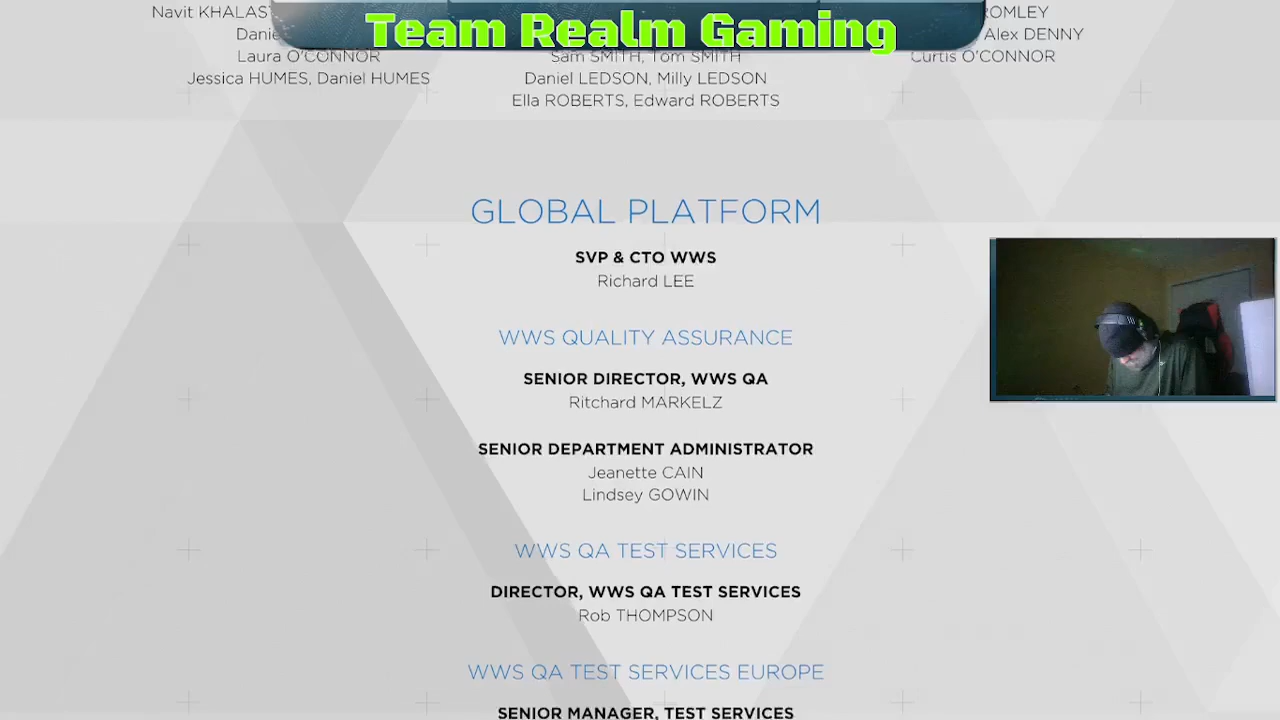 Team Realm Gaming
Navit KHALAS
ROMLEY
Danie
Alex DENNY
Laura O'CONNOR
Sam SMITH, Tom SMITH
Curtis O'CONNOR
Jessica HUMES, Daniel HUMES
Daniel LEDSON, Milly LEDSON
Ella ROBERTS, Edward ROBERTS
GLOBAL PLATFORM
SVP & CTO WWS
Richard LEE
WWS QUALITY ASSURANCE
SENIOR DIRECTOR, WWS QA
Ritchard MARKELZ
SENIOR DEPARTMENT ADMINISTRATOR
Jeanette CAIN
Lindsey GOWIN
WWS QA TEST SERVICES
DIRECTOR, WWS QA TEST SERVICES
Rob THOMPSON
WWS QA TEST SERVICES EUROPE
SENIOR MANAGER, TEST SERVICES